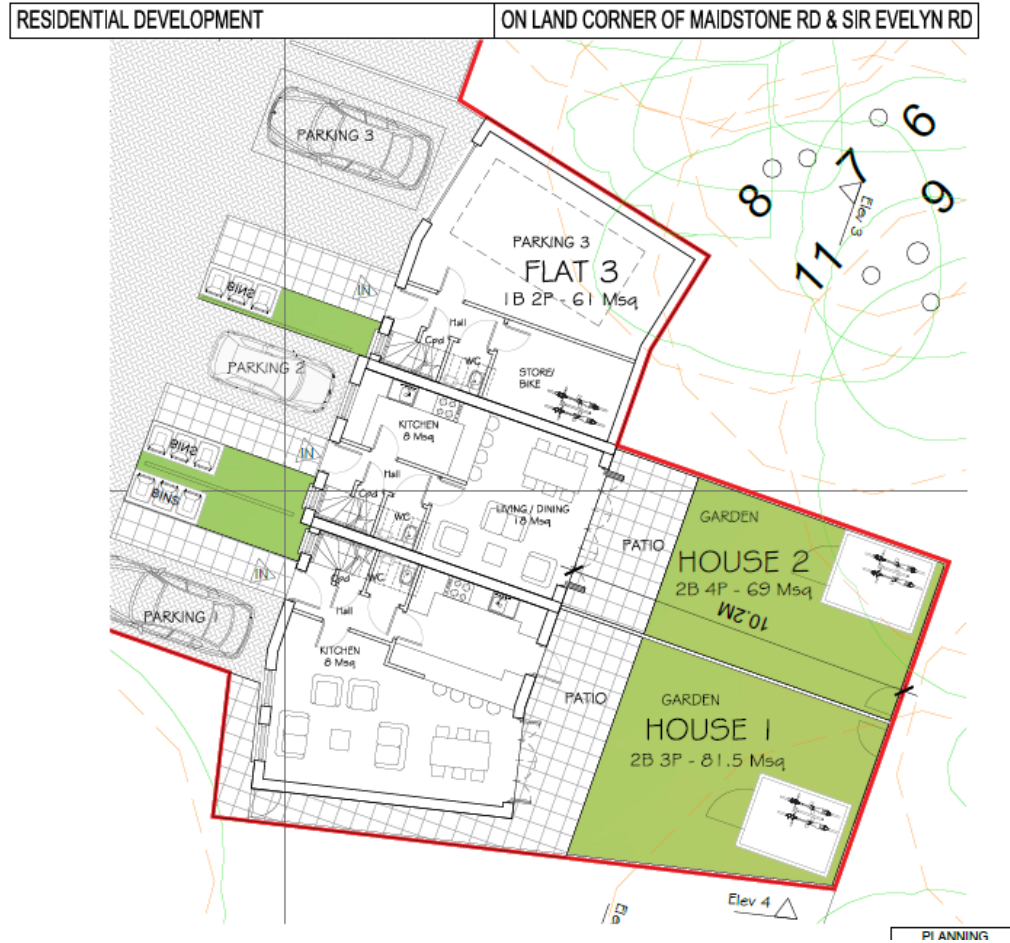 RESIDENTIAL DEVELOPMENT
ON LAND CORNER OF MAIDSTONE RD & SIR EVELYN RD
PARKING 3
6
7
8
9
11
Elev 3
PARKING 3
FLAT 3
1B 2P - 61 Msq
BINS
IN
Hall
Cpd
WC
STORE/
BIKE
PARKING 2
KITCHEN
8 Msq
BINS
BINS
IN
Hall
Cpd
WC
LIVING / DINING
18 Msq
PATIO
GARDEN
HOUSE 2
2B 4P - 69 Msq
10.2M
IN
Cpd
WC
Hall
PARKING 1
KITCHEN
8 Msq
PATIO
GARDEN
HOUSE 1
2B 3P - 81.5 Msq
Elev 4
PLANNING